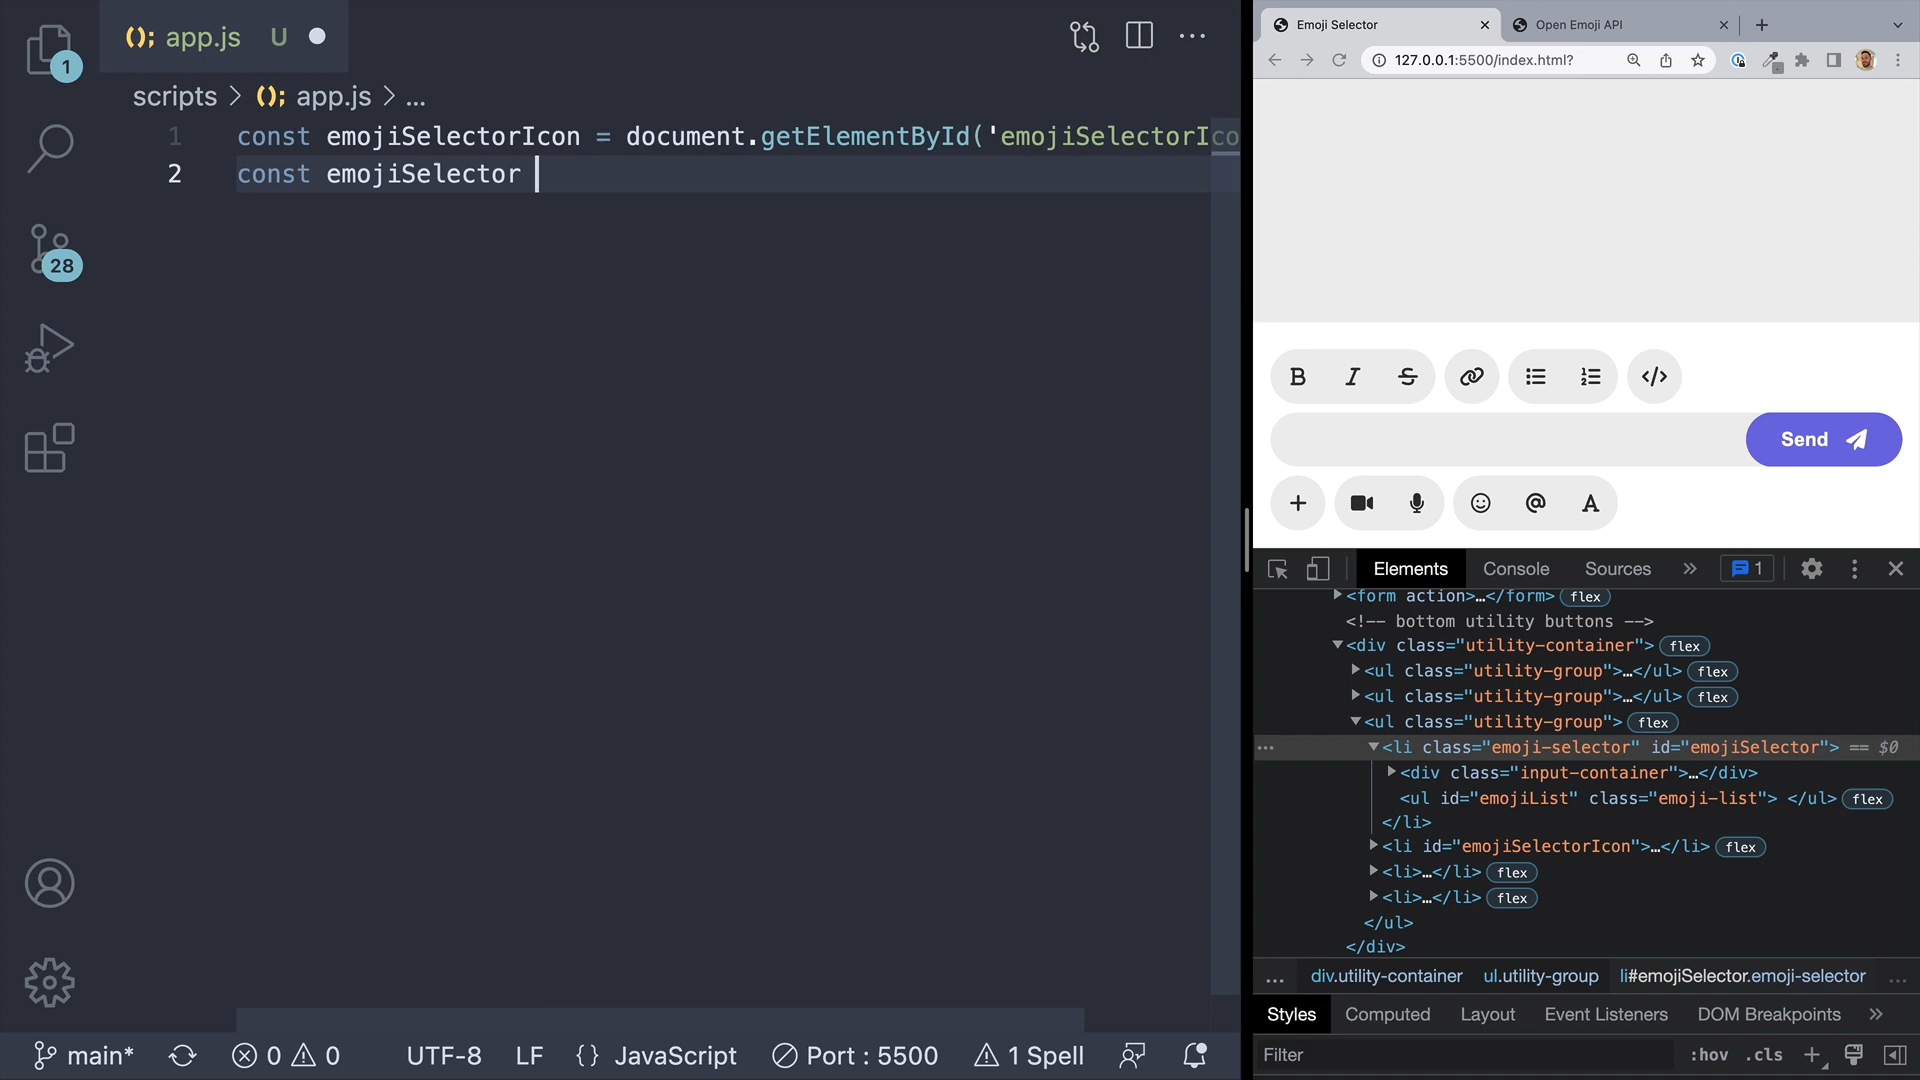 (); app.js U
1
scripts > (); app.js > ...
1 const emojiSelectorIcon = document.getElementById('emojiSelectorIco
2 const emojiSelector
28
main* 0 0 UTF-8 LF {} JavaScript Port : 5500 1 Spell
Emoji Selector
Open Emoji API
127.0.0.1:5500/index.html?
B I S </>
Send
+ @ A
Elements Console Sources » 1
<form action>…</form> flex
<!-- bottom utility buttons -->
<div class="utility-container"> flex
<ul class="utility-group">…</ul> flex
<ul class="utility-group">…</ul> flex
<ul class="utility-group"> flex
... <li class="emoji-selector" id="emojiSelector"> == $0
<div class="input-container">…</div>
<ul id="emojiList" class="emoji-list"> </ul> flex
</li>
<li id="emojiSelectorIcon">…</li> flex
<li>…</li> flex
<li>…</li> flex
</ul>
</div>
... div.utility-container ul.utility-group li#emojiSelector.emoji-selector ...
Styles Computed Layout Event Listeners DOM Breakpoints »
Filter :hov .cls +